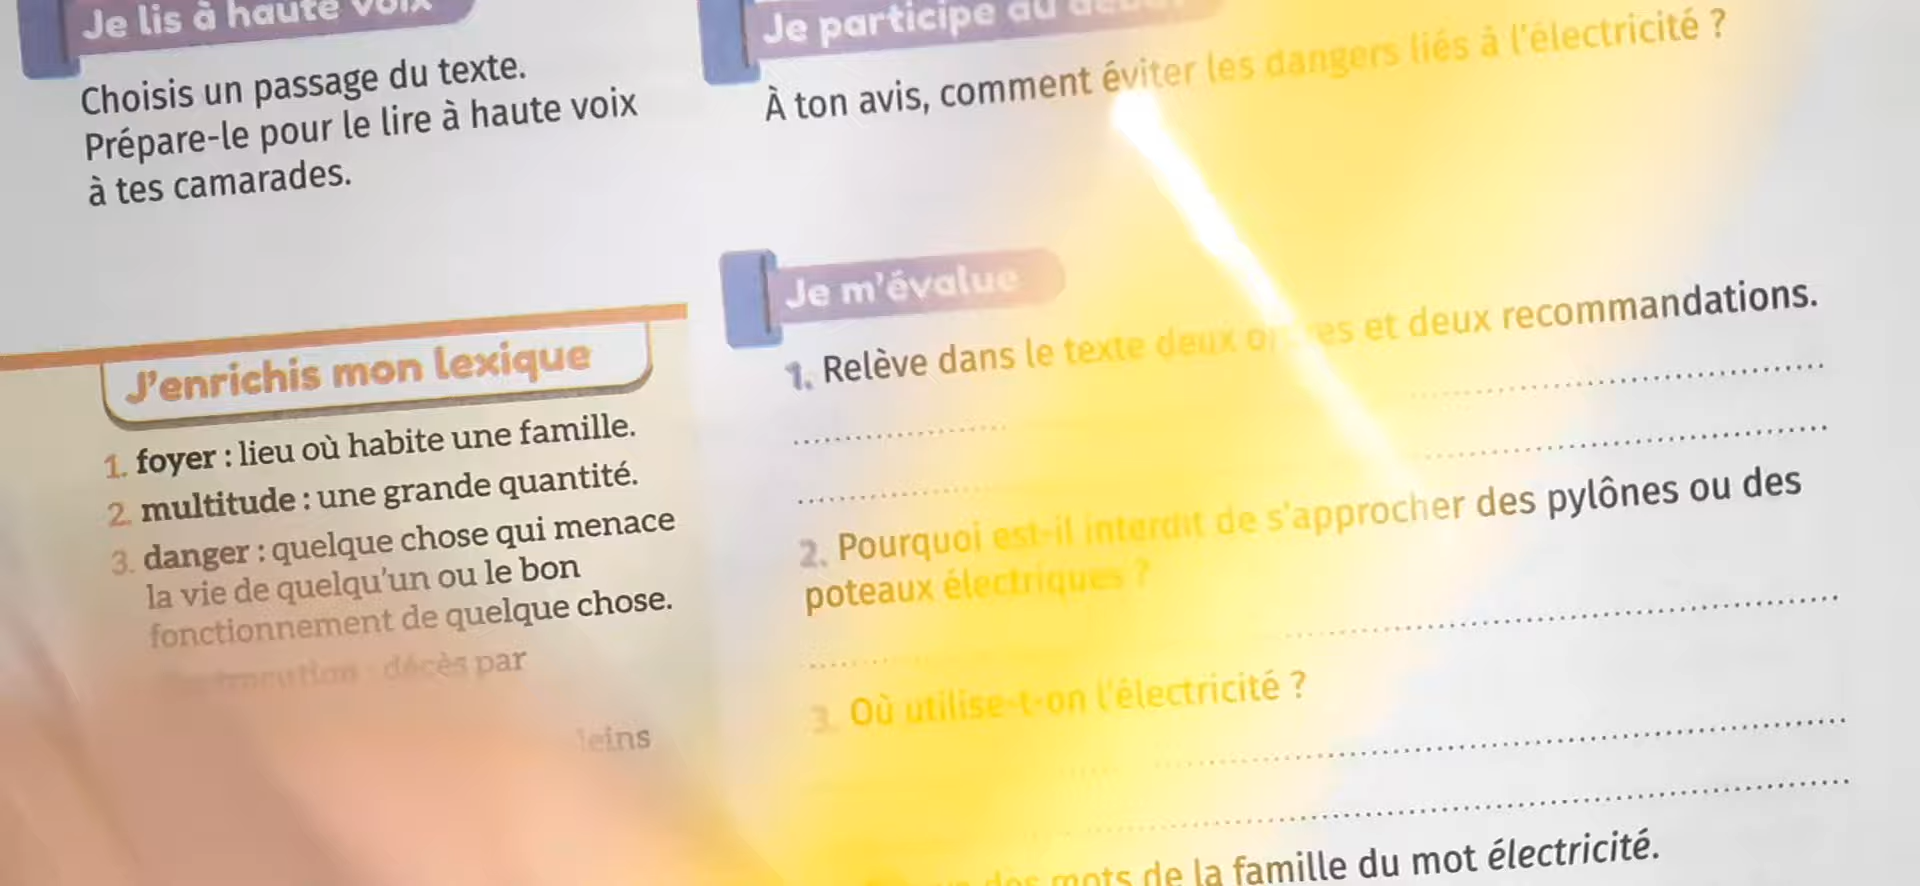 Je lis à haute voix
Choisis un passage du texte.
Prépare-le pour le lire à haute voix
à tes camarades.
J'enrichis mon lexique
1. foyer : lieu où habite une famille.
2. multitude : une grande quantité.
3. danger : quelque chose qui menace
la vie de quelqu'un ou le bon
fonctionnement de quelque chose.
décès par
Je participe au
À ton avis, comment éviter les dangers liés à l'électricité ?
Je m'évalue
1. Relève dans le texte deux et deux recommandations.
2. Pourquoi est-il interdit de s'approcher des pylônes ou des
poteaux électriques ?
3. Où utilise-t-on l'électricité ?
des mots de la famille du mot électricité.